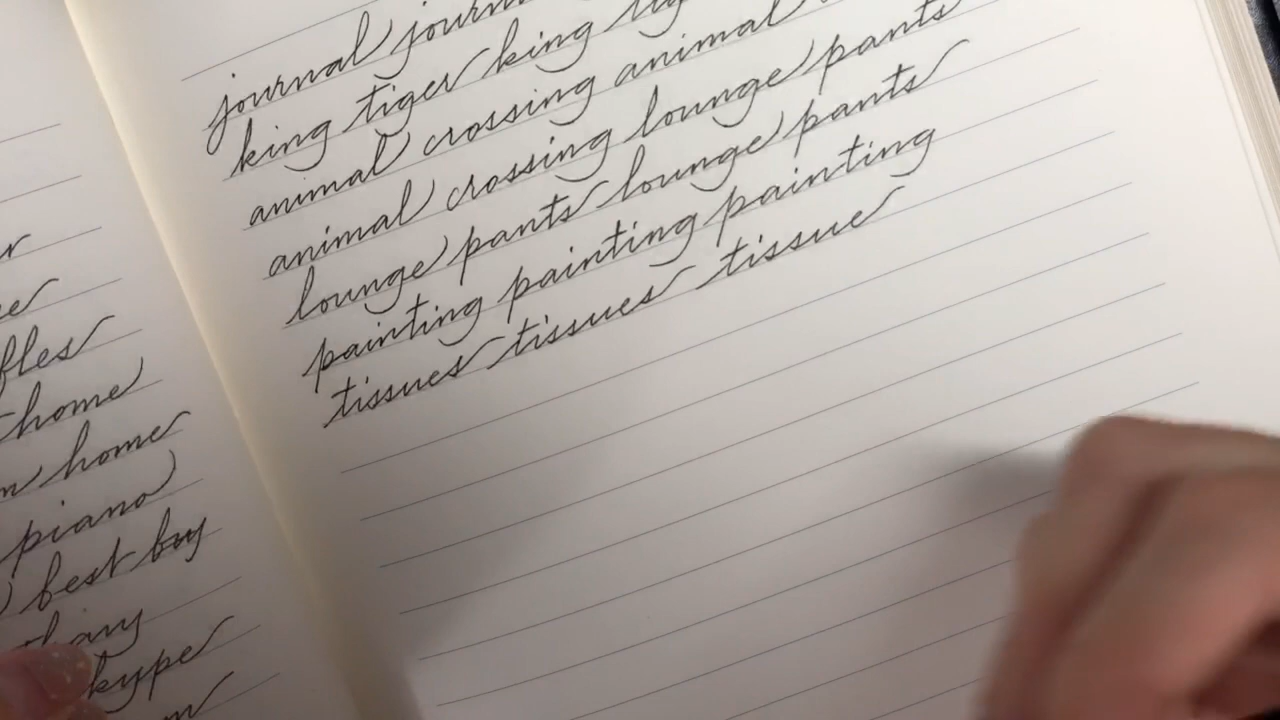 journal
king tiger king
animal crossing animal
animal crossing lounge pants
lounge pants lounge pants
painting painting painting
tissues tissues tissue
home
home
piano
best buy